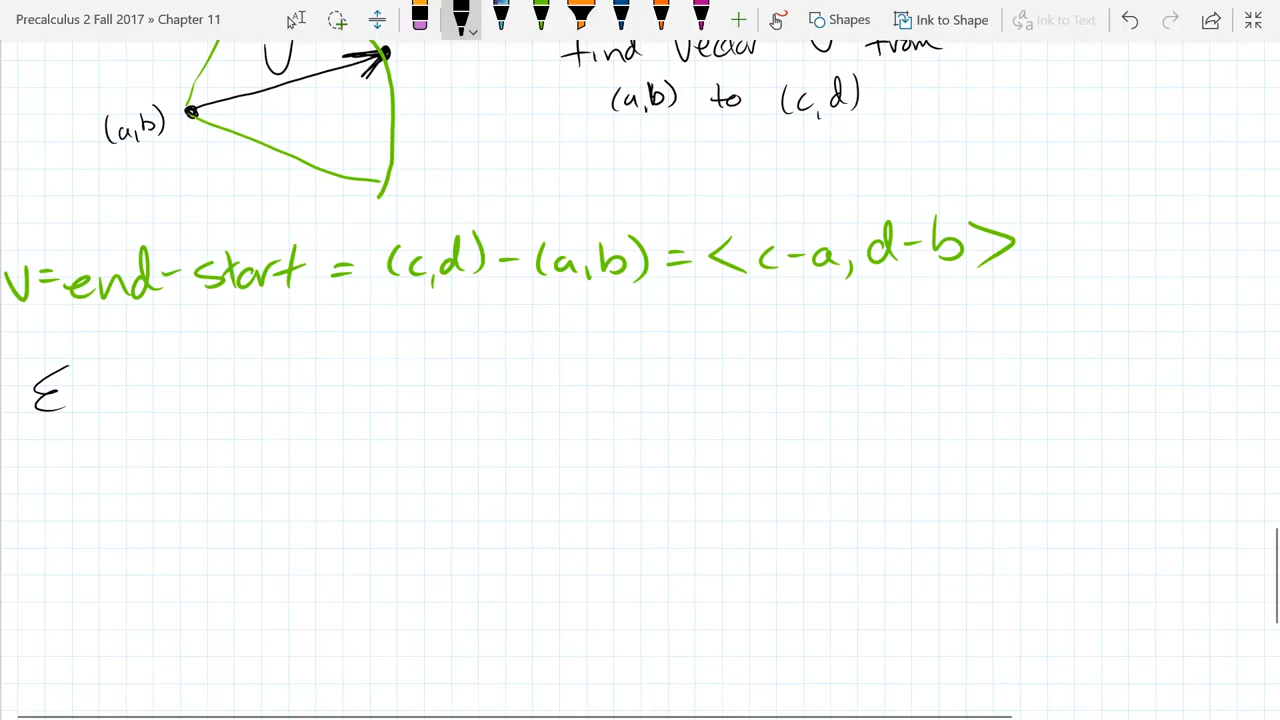 Precalculus 2 Fall 2017 » Chapter 11
Shapes
Ink to Shape
Ink to Text
U
find vector U from
(a,b) to (c,d)
(a,b)
v=end-start = (c,d)-(a,b) = <c-a, d-b>
Ɛ